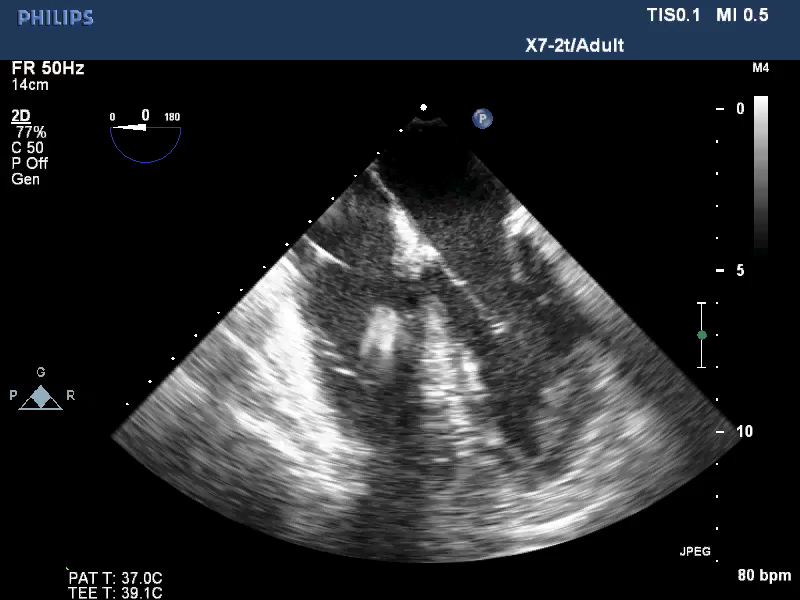 PHILIPS
TIS0.1 MI 0.5
X7-2t/Adult
FR 50Hz
14cm
M4
2D
77%
C 50
P Off
Gen
0 0 180
P
0
5
10
G
P R
JPEG
80 bpm
PAT T: 37.0C
TEE T: 39.1C